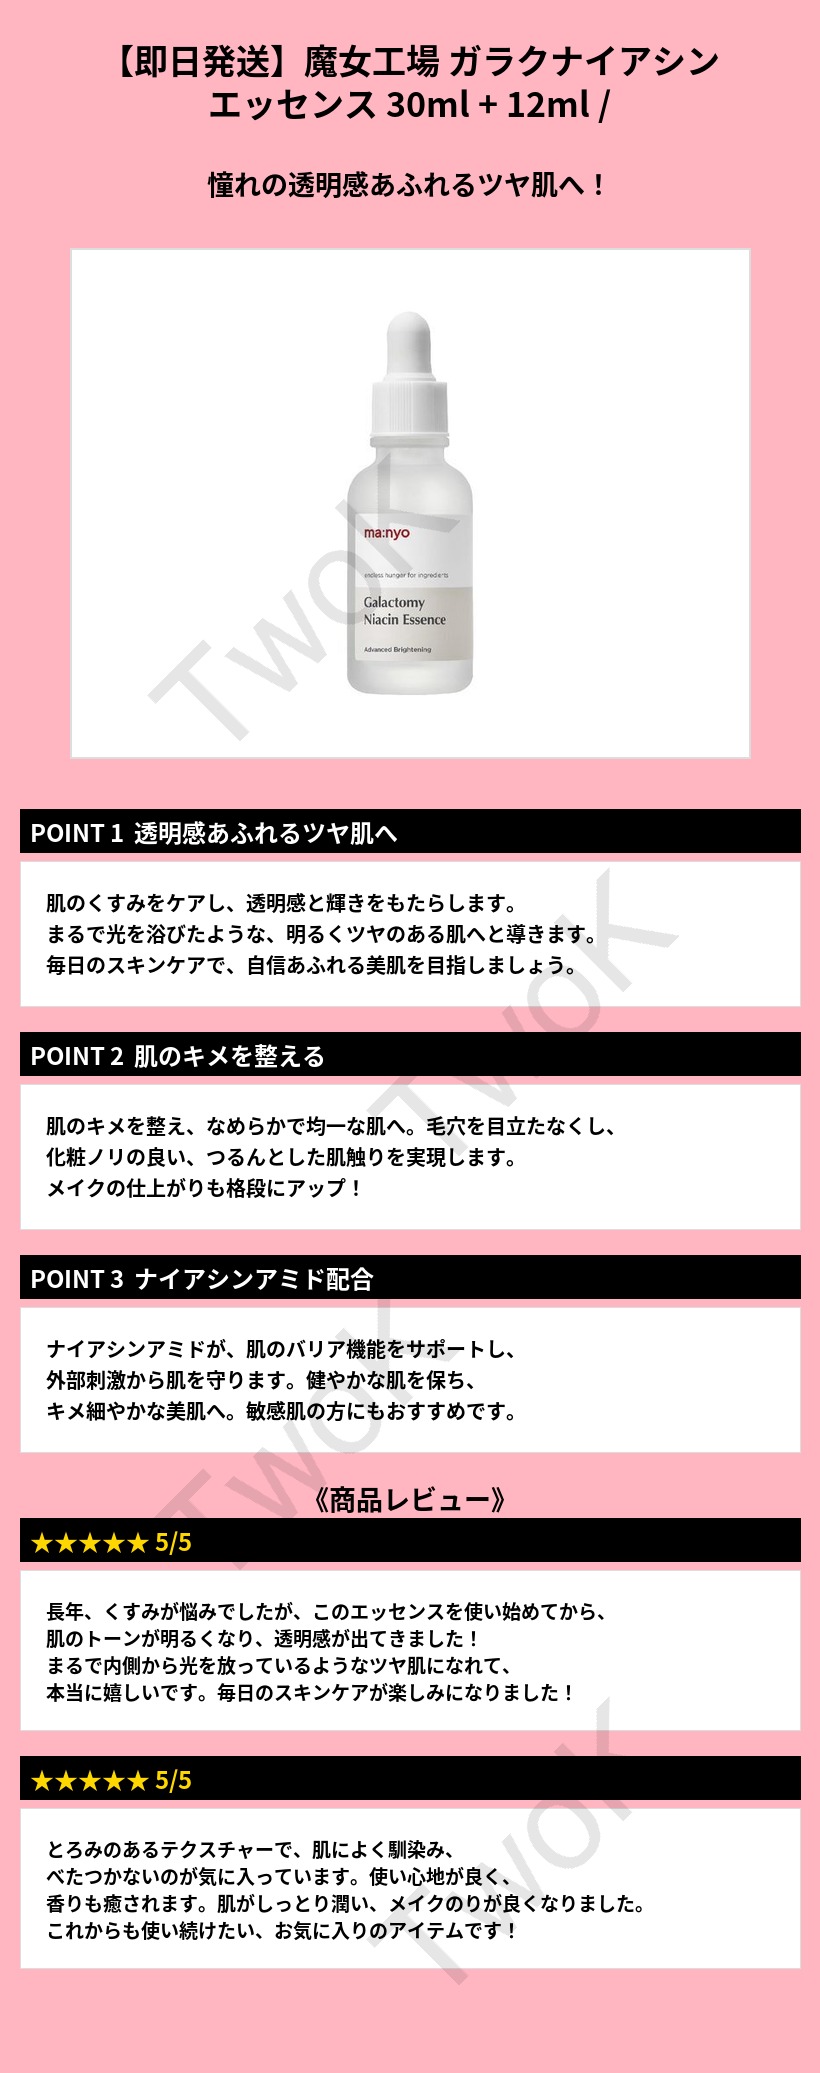 【即日発送】魔女工場 ガラクナイアシン
エッセンス 30ml + 12ml /
憧れの透明感あふれるツヤ肌へ！
ma:nyo
endless hunger for ingredients
Galactomy
Niacin Essence
Advanced Brightening
TwoK
POINT 1 透明感あふれるツヤ肌へ
肌のくすみをケアし、透明感と輝きをもたらします。
まるで光を浴びたような、明るくツヤのある肌へと導きます。
毎日のスキンケアで、自信あふれる美肌を目指しましょう。
TwoK
POINT 2 肌のキメを整える
肌のキメを整え、なめらかで均一な肌へ。毛穴を目立たなくし、
化粧ノリの良い、つるんとした肌触りを実現します。
メイクの仕上がりも格段にアップ！
POINT 3 ナイアシンアミド配合
ナイアシンアミドが、肌のバリア機能をサポートし、
外部刺激から肌を守ります。健やかな肌を保ち、
キメ細やかな美肌へ。敏感肌の方にもおすすめです。
TwoK
《商品レビュー》
★★★★★ 5/5
長年、くすみが悩みでしたが、このエッセンスを使い始めてから、
肌のトーンが明るくなり、透明感が出てきました！
まるで内側から光を放っているようなツヤ肌になれて、
本当に嬉しいです。毎日のスキンケアが楽しみになりました！
★★★★★ 5/5
とろみのあるテクスチャーで、肌によく馴染み、
べたつかないのが気に入っています。使い心地が良く、
香りも癒されます。肌がしっとり潤い、メイクのりが良くなりました。
これからも使い続けたい、お気に入りのアイテムです！
TwoK